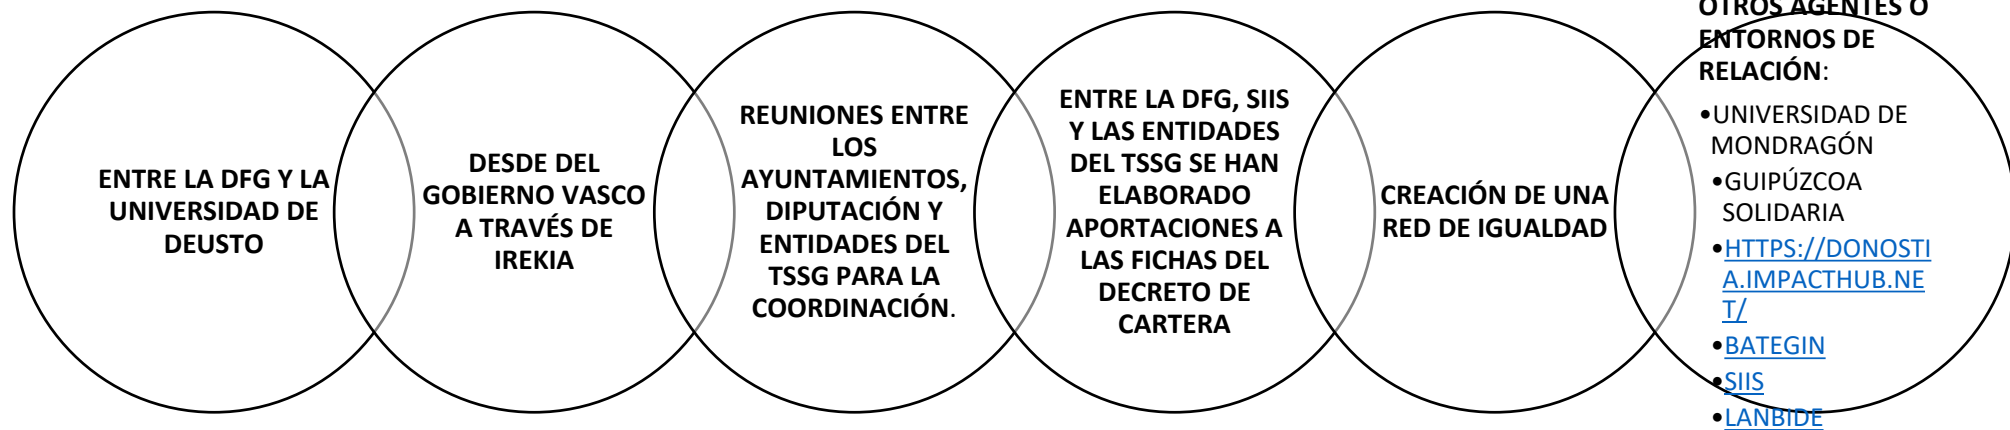 ENTRE LA DFG Y LA
UNIVERSIDAD DE
DEUSTO
DESDE DEL
GOBIERNO VASCO
A TRAVÉS DE
IREKIA
REUNIONES ENTRE
LOS
AYUNTAMIENTOS,
DIPUTACIÓN Y
ENTIDADES DEL
TSSG PARA LA
COORDINACIÓN.
ENTRE LA DFG, SIIS
Y LAS ENTIDADES
DEL TSSG SE HAN
ELABORADO
APORTACIONES A
LAS FICHAS DEL
DECRETO DE
CARTERA
CREACIÓN DE UNA
RED DE IGUALDAD
OTROS AGENTES O
ENTORNOS DE
RELACIÓN:
•UNIVERSIDAD DE
MONDRAGÓN
•GUIPÚZCOA
SOLIDARIA
•HTTPS://DONOSTI
A.IMPACTHUB.NE
T/
•BATEGIN
•SIIS
•LANBIDE